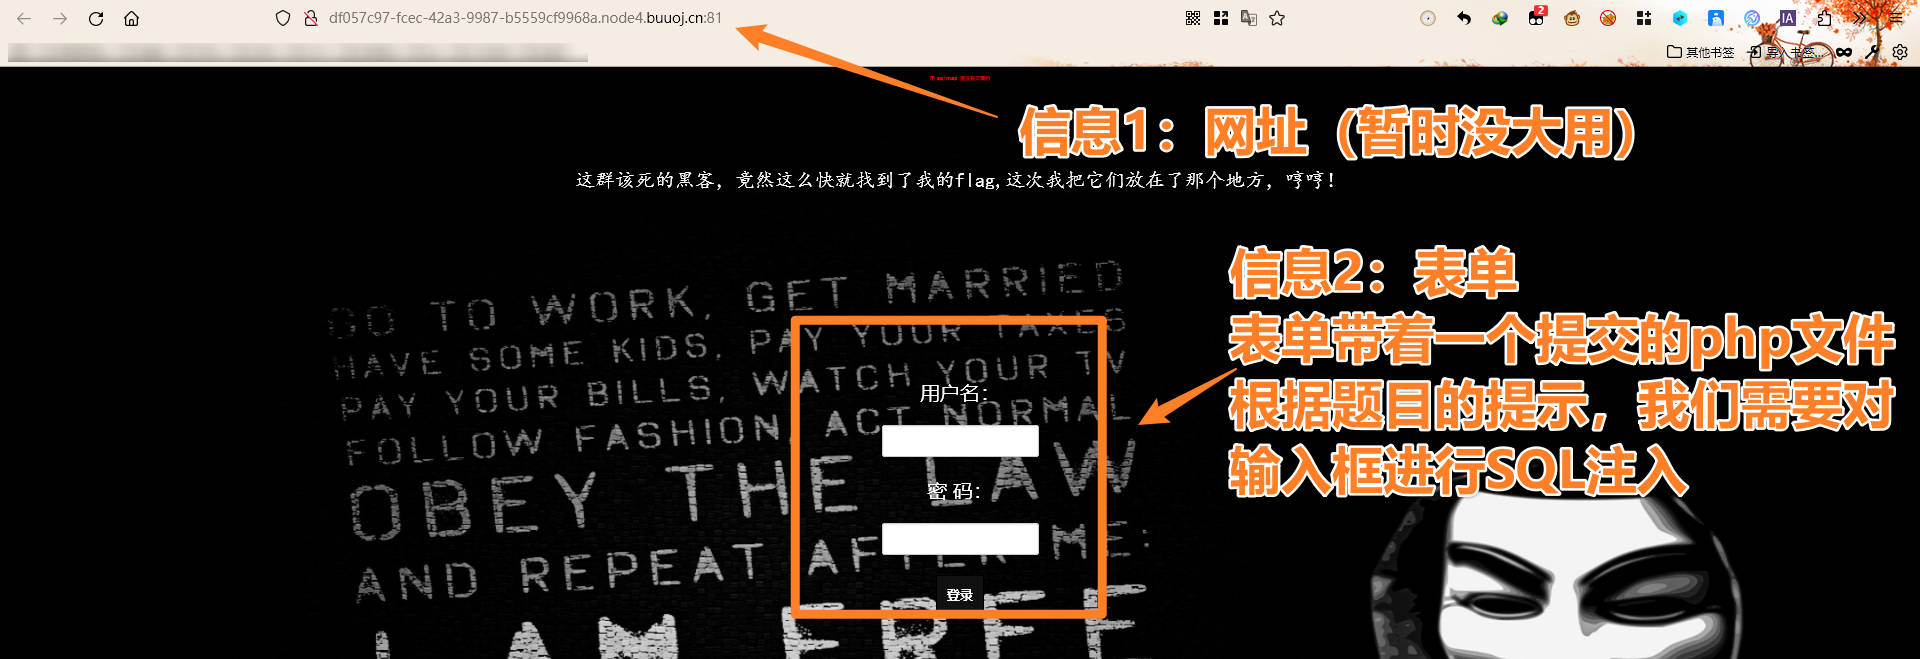 df057c97-fcec-42a3-9987-b5559cf9968a.node4.buuoj.cn:81
2
IA
其他书签
导入书签...
信息1：网址（暂时没大用）
这群该死的黑客，竟然这么快就找到了我的flag,这次我把它们放在了那个地方，哼哼！
信息2：表单
表单带着一个提交的php文件
根据题目的提示，我们需要对
输入框进行SQL注入
GO TO WORK, GET MARRIED
HAVE SOME KIDS, PAY YOUR TAXES
PAY YOUR BILLS, WATCH YOUR TV
FOLLOW FASHION, ACT NORMAL
OBEY THE LAW
AND REPEAT AFTER ME:
I AM FREE
用户名：
密 码：
登录